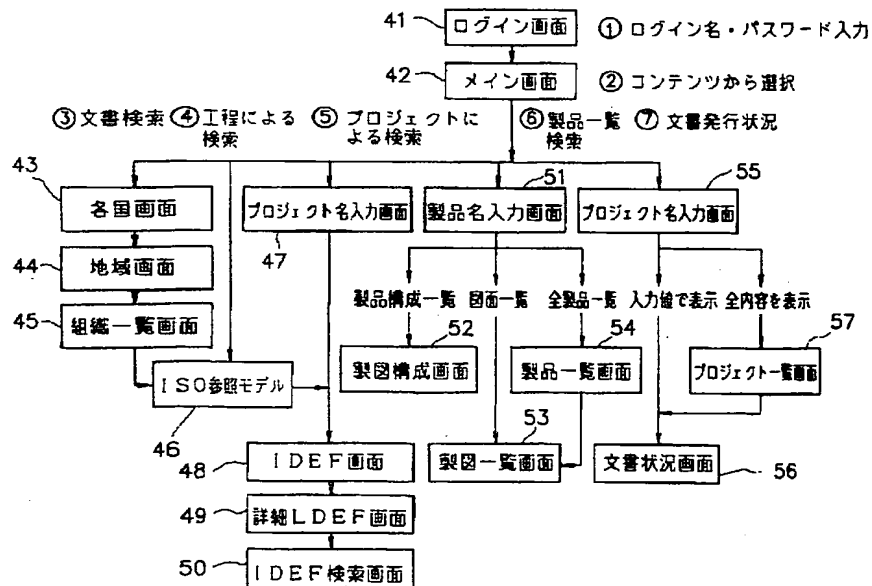 41
ログイン画面
① ログイン名・パスワード入力
42
メイン画面
② コンテンツから選択
③ 文書検索
④ 工程による
検索
⑤ プロジェクトに
よる検索
⑥ 製品一覧
検索
⑦ 文書発行状況
43
各国画面
プロジェクト名入力画面
47
51
製品名入力画面
55
プロジェクト名入力画面
44
地域画面
45
組織一覧画面
製品構成一覧
図面一覧
全製品一覧
入力値で表示
全内容を表示
52
製図構成画面
54
製品一覧画面
57
プロジェクト一覧画面
ISO参照モデル
46
48
IDEF画面
53
製図一覧画面
文書状況画面
56
49
詳細LDEF画面
50
IDEF検索画面